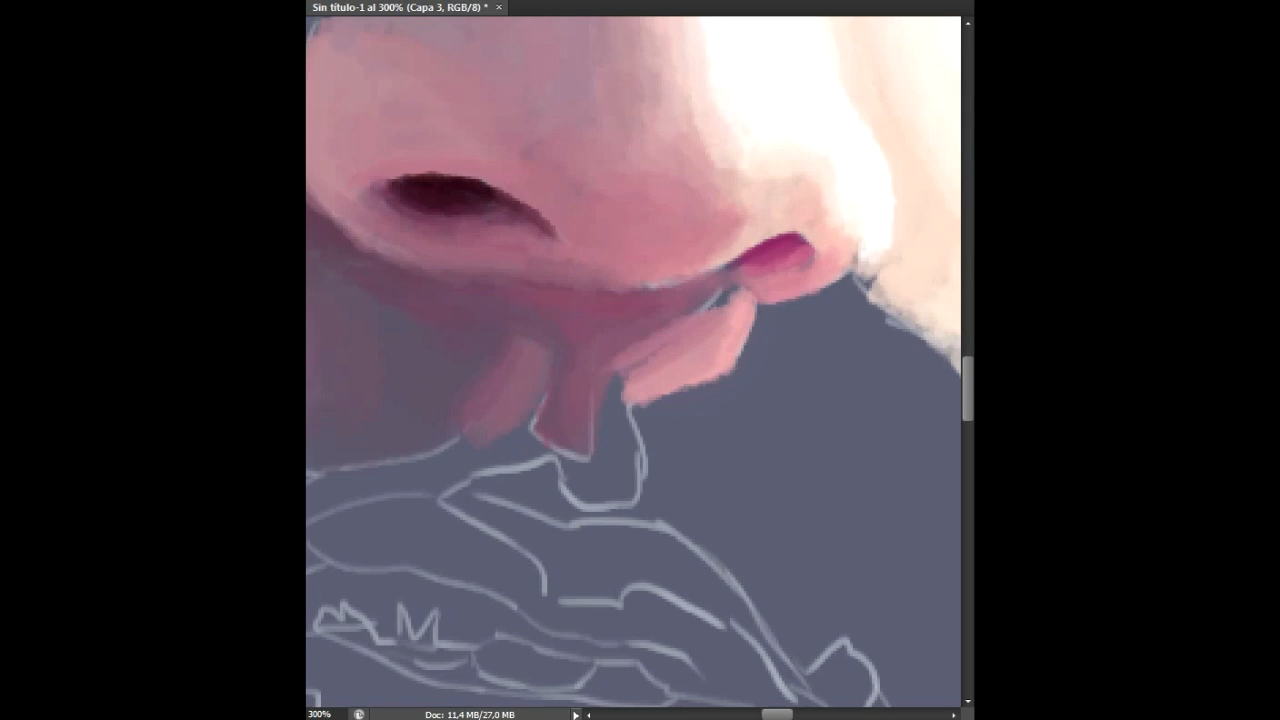 Sin título-1 al 300% (Capa 3, RGB/8) * ×
300% Doc: 11,4 MB/27,0 MB